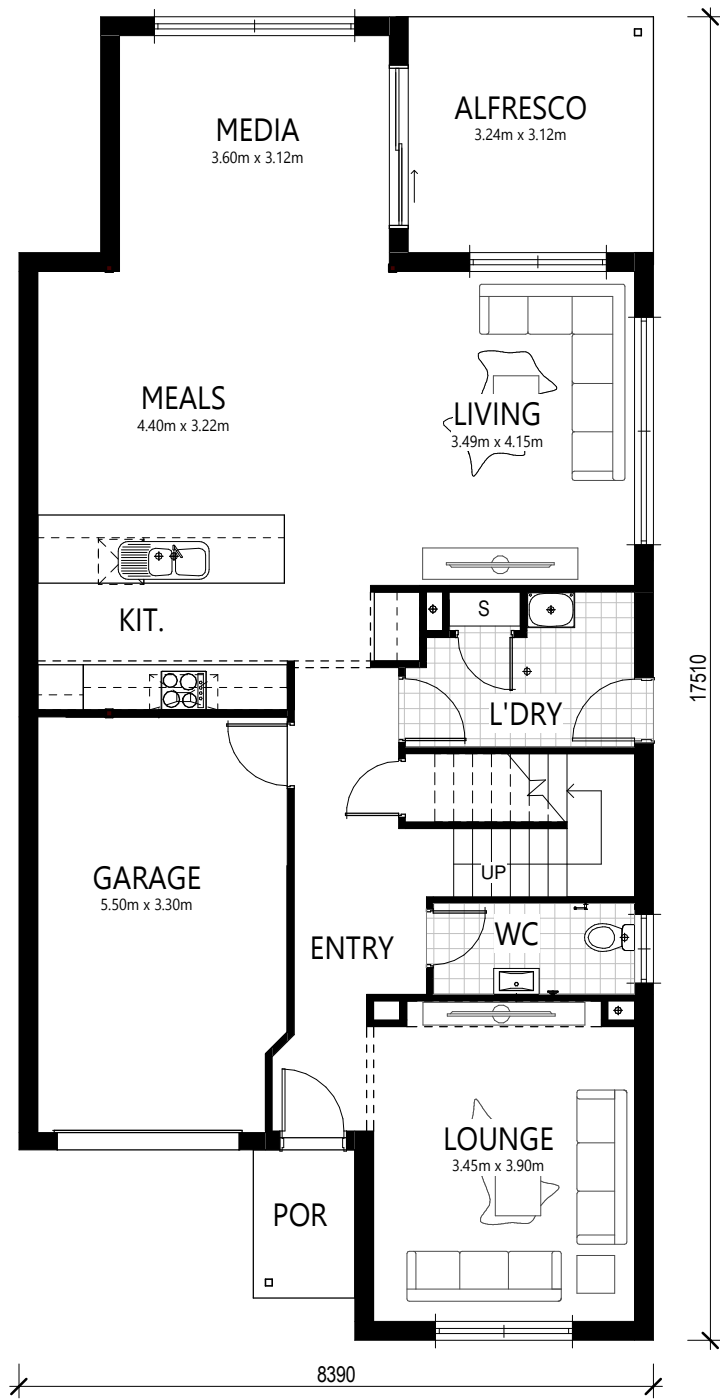 MEDIA
3.60m x 3.12m
ALFRESCO
3.24m x 3.12m
MEALS
4.40m x 3.22m
LIVING
3.49m x 4.15m
KIT.
S
L'DRY
17510
GARAGE
5.50m x 3.30m
UP
ENTRY
WC
LOUNGE
3.45m x 3.90m
POR
8390